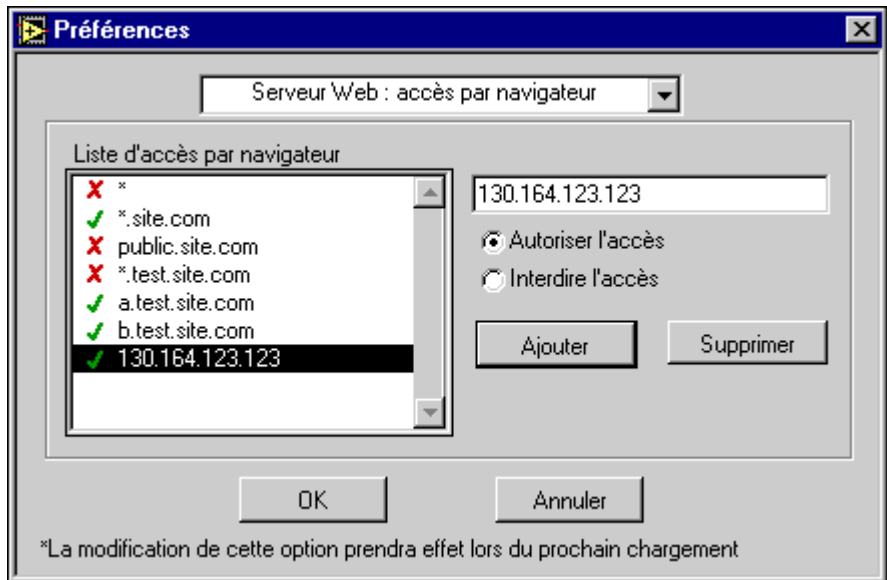 Préférences
Serveur Web : accès par navigateur
Liste d'accès par navigateur
*
*.site.com
public.site.com
*.test.site.com
a.test.site.com
b.test.site.com
130.164.123.123
130.164.123.123
Autoriser l'accès
Interdire l'accès
Ajouter
Supprimer
OK
Annuler
*La modification de cette option prendra effet lors du prochain chargement